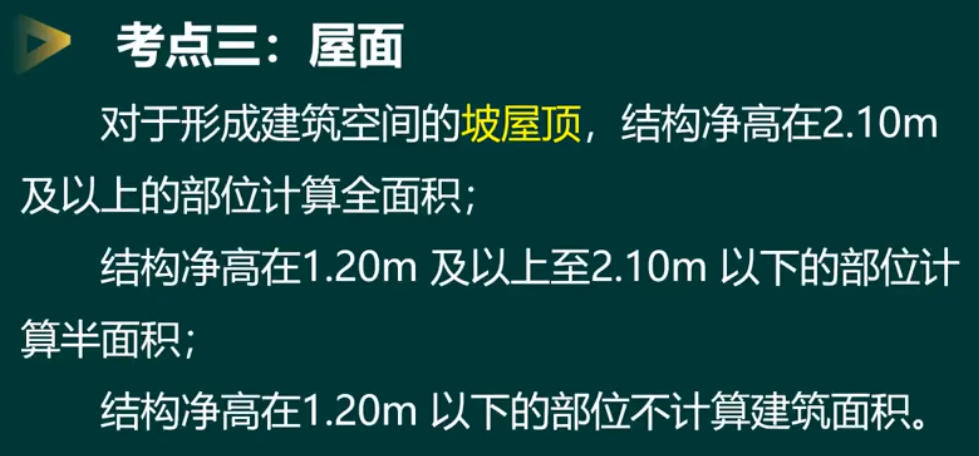 考点三：屋面
对于形成建筑空间的坡屋顶，结构净高在2.10m
及以上的部位计算全面积；
结构净高在1.20m 及以上至2.10m 以下的部位计
算半面积；
结构净高在1.20m 以下的部位不计算建筑面积。